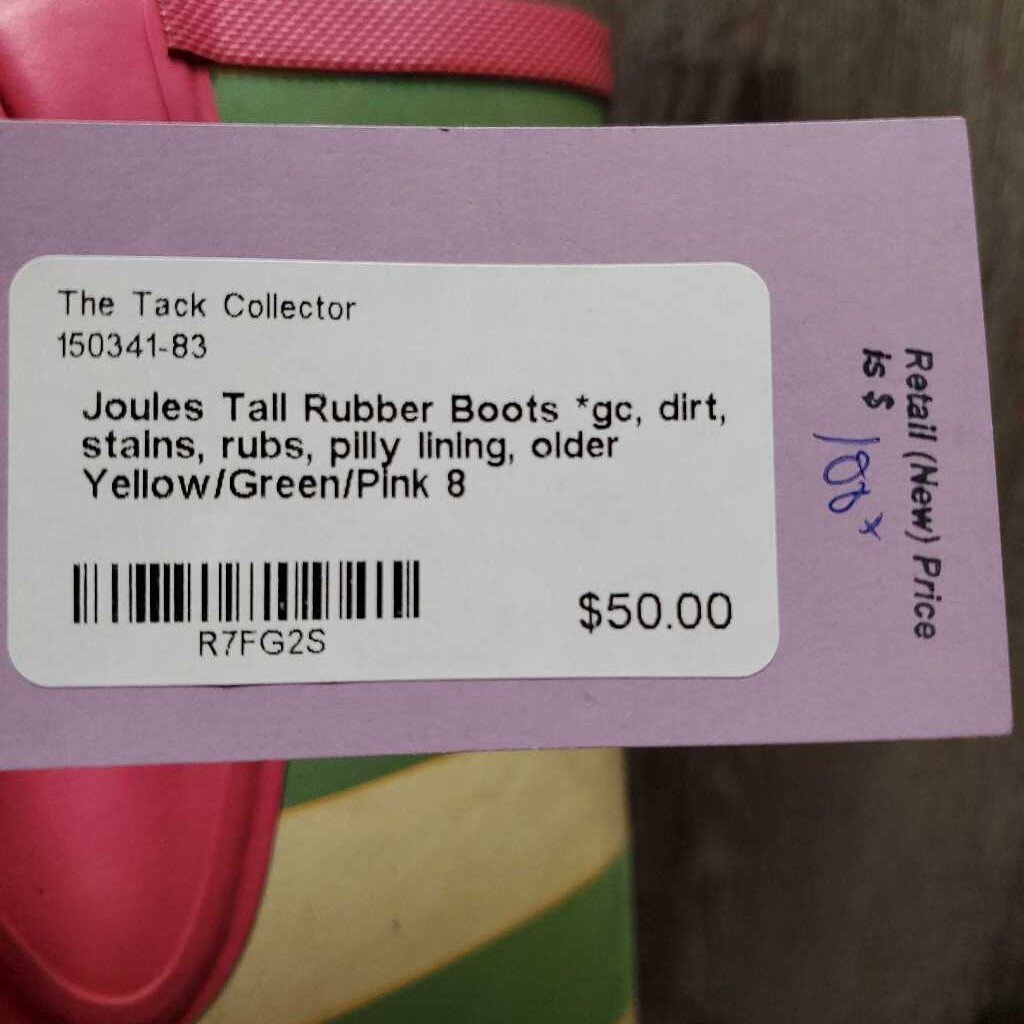 The Tack Collector
150341-83
Joules Tall Rubber Boots *gc, dirt,
stains, rubs, pilly lining, older
Yellow/Green/Pink 8
R7FG2S
$50.00
Retail (New) Price
is $